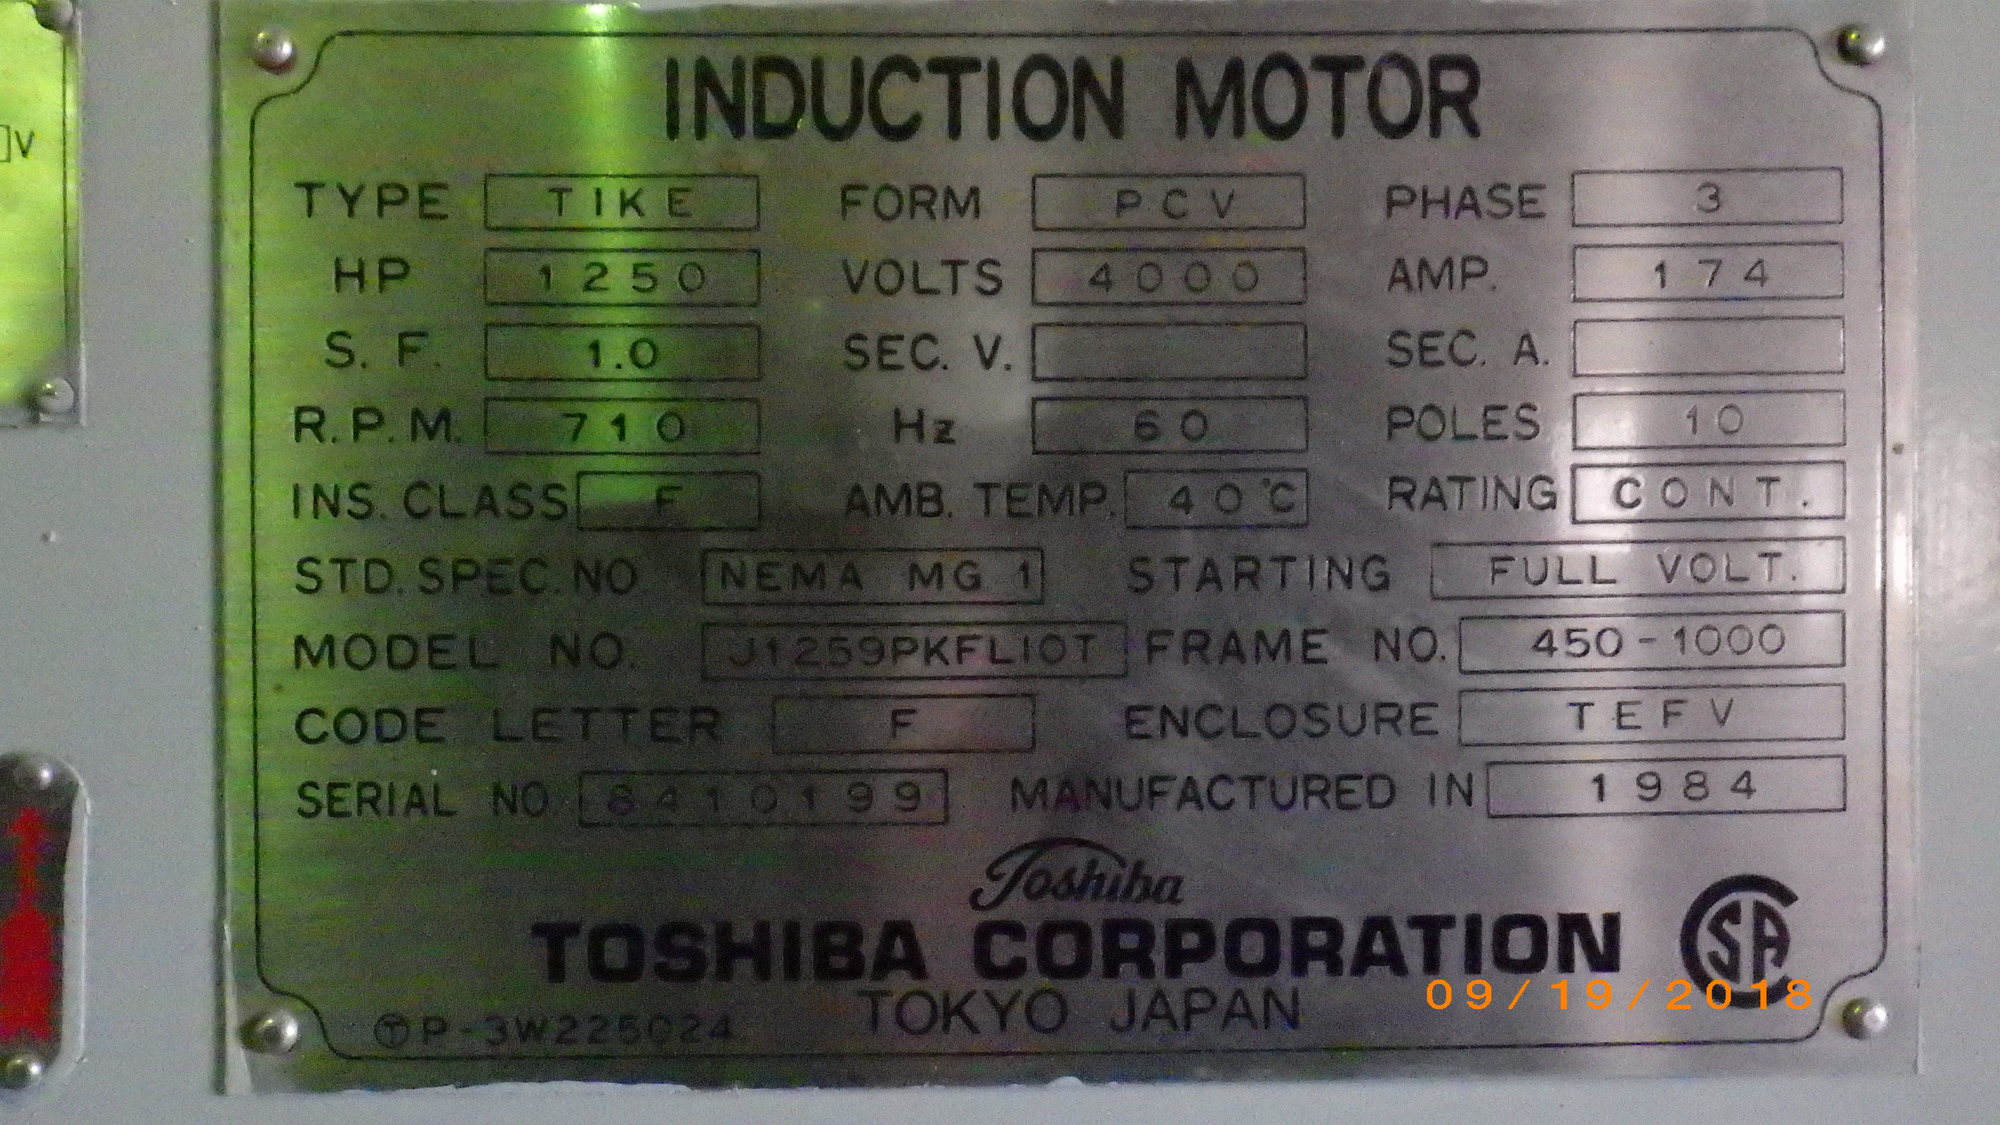 INDUCTION MOTOR
V
TYPE TIKE FORM PCV PHASE 3
HP 1250 VOLTS 4000 AMP. 174
S. F. 1.0 SEC. V. SEC. A.
R.P.M. 710 Hz 60 POLES 10
INS. CLASS F AMB. TEMP. 40°C RATING CONT.
STD. SPEC. NO NEMA MG 1 STARTING FULL VOLT.
MODEL NO. J1259PKFL10T FRAME NO. 450-1000
CODE LETTER F ENCLOSURE TEFV
SERIAL NO. 8410199 MANUFACTURED IN 1984
Toshiba
TOSHIBA CORPORATION CSA
09/19/2018
TOKYO JAPAN
Ⓣ P-3W225024